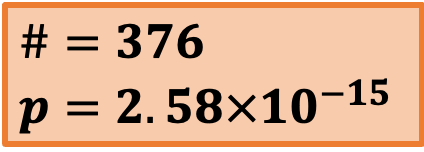 # = 376
p = 2.58×10⁻¹⁵